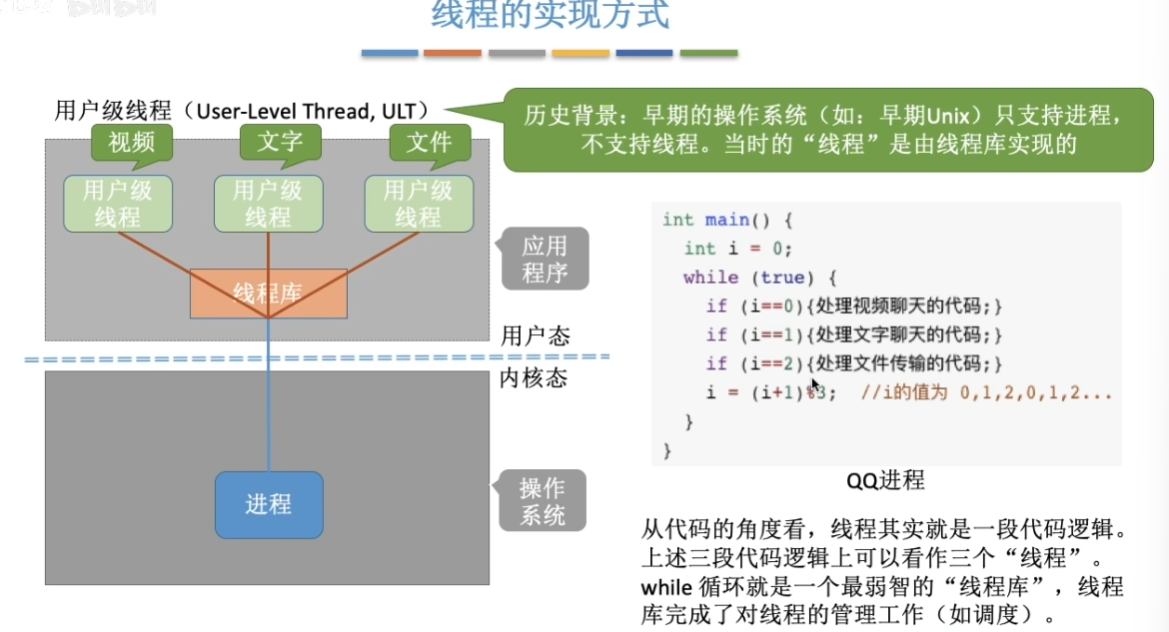 线程的实现方式
用户级线程（User-Level Thread, ULT）
历史背景：早期的操作系统（如：早期Unix）只支持进程，
不支持线程。当时的“线程”是由线程库实现的
视频
文字
文件
用户级
线程
用户级
线程
用户级
线程
线程库
应用
程序
用户态
内核态
进程
操作
系统
int main() {
int i = 0;
while (true) {
if (i==0){处理视频聊天的代码;}
if (i==1){处理文字聊天的代码;}
if (i==2){处理文件传输的代码;}
i = (i+1)%3; //i的值为 0,1,2,0,1,2...
}
}
QQ进程
从代码的角度看，线程其实就是一段代码逻辑。
上述三段代码逻辑上可以看作三个“线程”。
while 循环就是一个最弱智的“线程库”，线程
库完成了对线程的管理工作（如调度）。